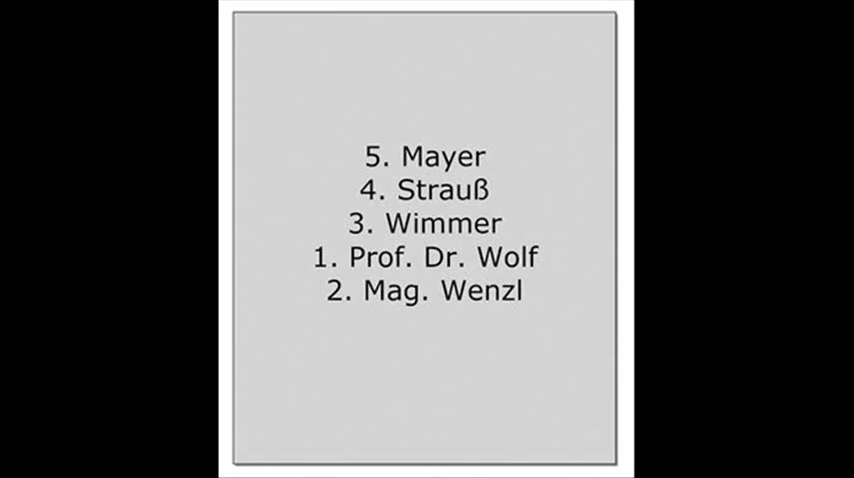 5. Mayer
4. Strauß
3. Wimmer
1. Prof. Dr. Wolf
2. Mag. Wenzl